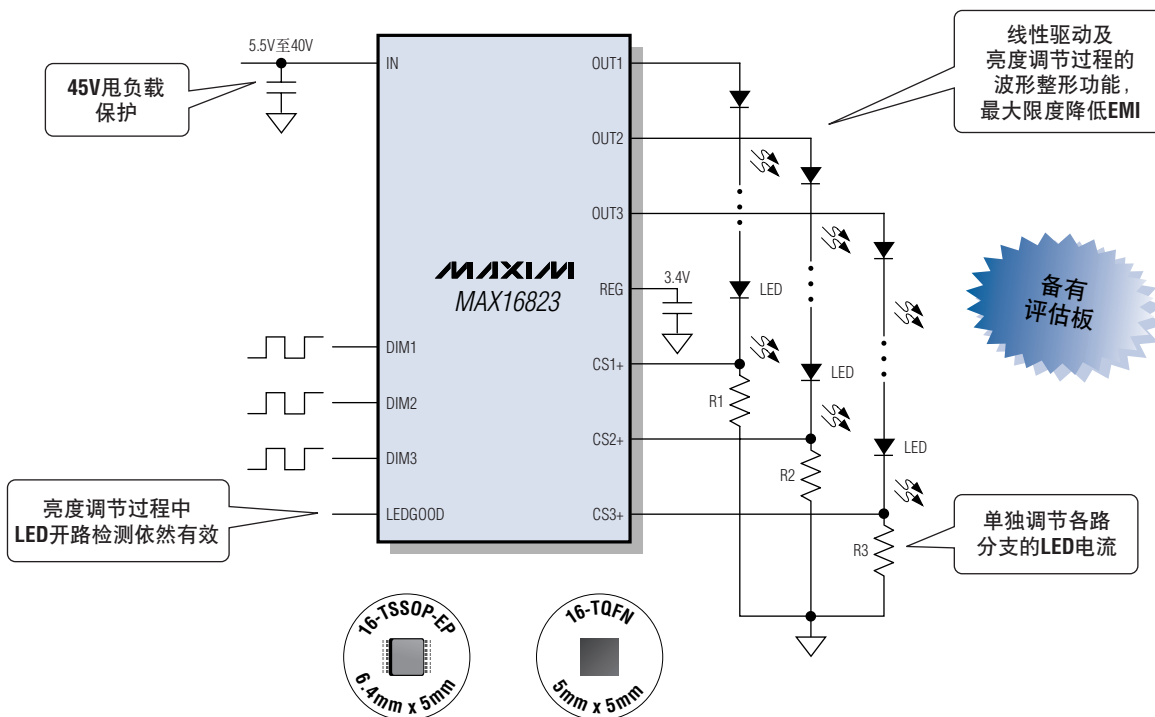 5.5V至40V
45V甩负载
保护
IN
DIM1
DIM2
DIM3
LEDGOOD
亮度调节过程中
LED开路检测依然有效
MAXIM
MAX16823
OUT1
OUT2
OUT3
REG
3.4V
CS1+
CS2+
CS3+
LED
LED
LED
R1
R2
R3
线性驱动及
亮度调节过程的
波形整形功能，
最大限度降低EMI
备有
评估板
单独调节各路
分支的LED电流
16-TSSOP-EP
6.4mm x 5mm
16-TQFN
5mm x 5mm